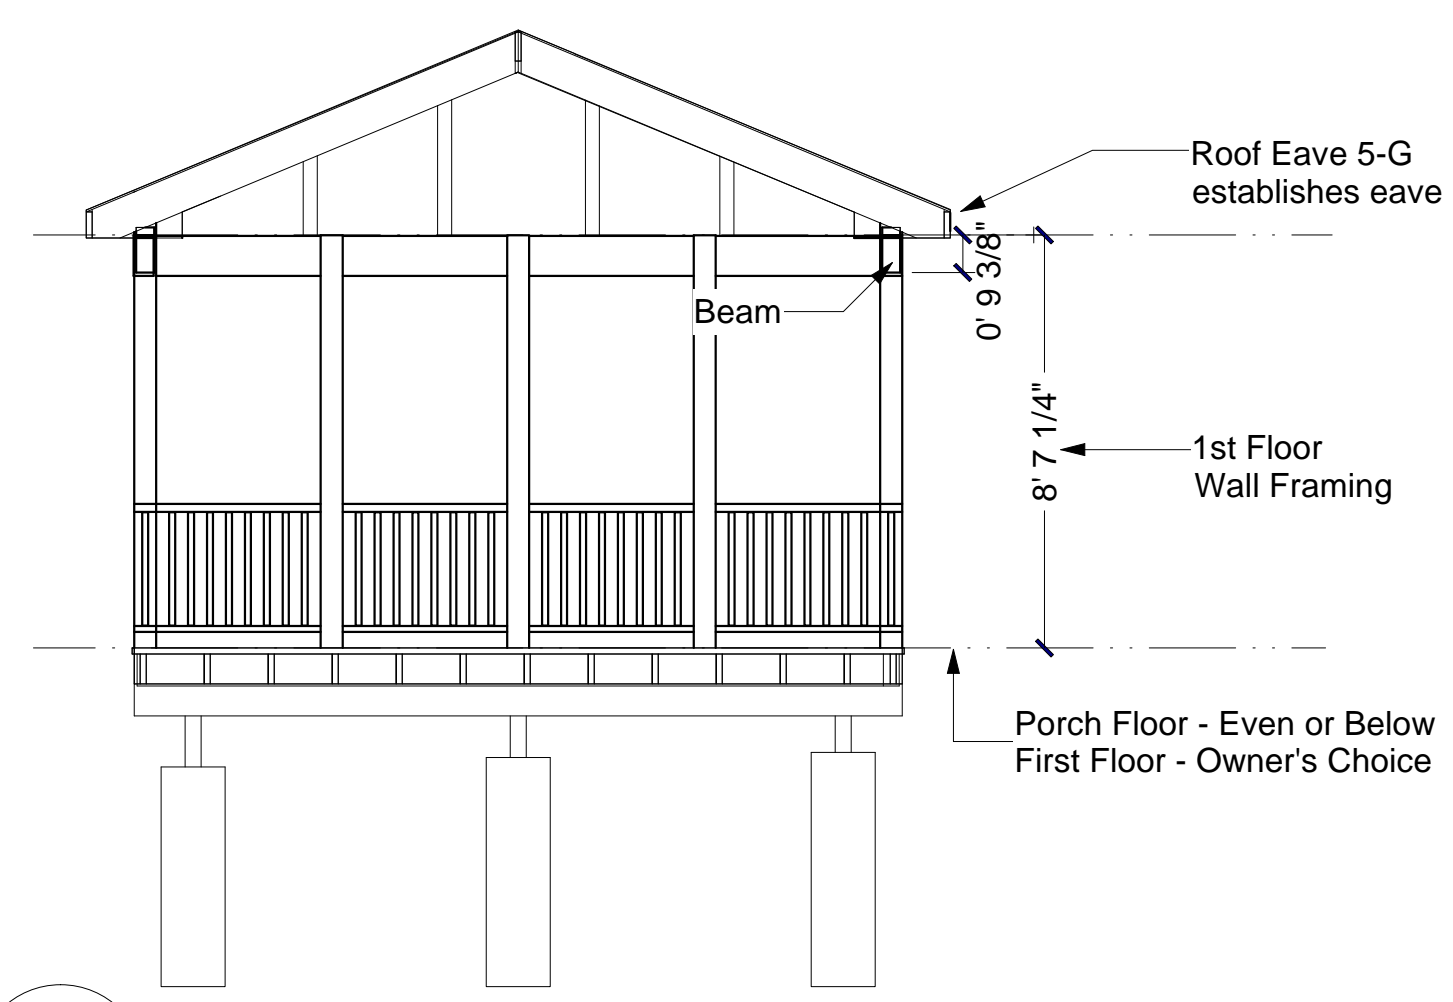 Roof Eave 5-G
establishes eave
0' 9 3/8"
Beam
8' 7 1/4"
1st Floor
Wall Framing
Porch Floor - Even or Below
First Floor - Owner's Choice